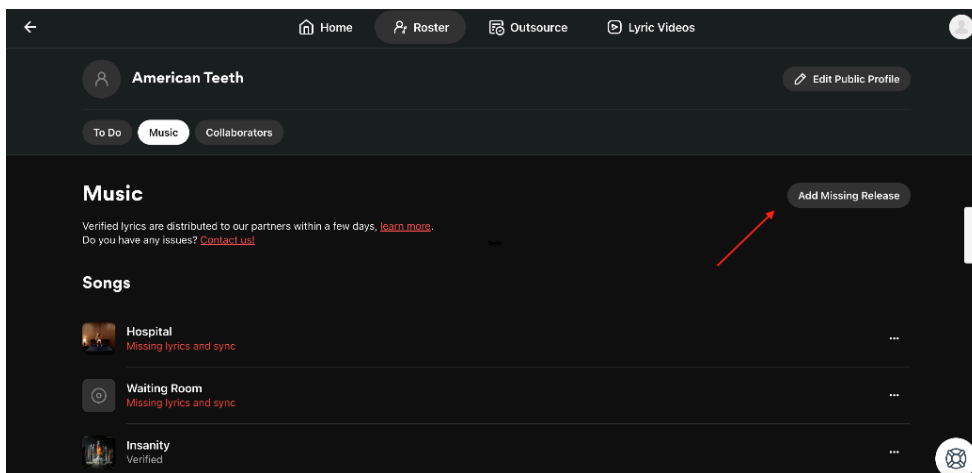 Home
Roster
Outsource
Lyric Videos
American Teeth
Edit Public Profile
To Do
Music
Collaborators
Music
Add Missing Release
Verified lyrics are distributed to our partners within a few days, learn more.
Do you have any issues? Contact us!
Songs
Hospital
Missing lyrics and sync
Waiting Room
Missing lyrics and sync
Insanity
Verified